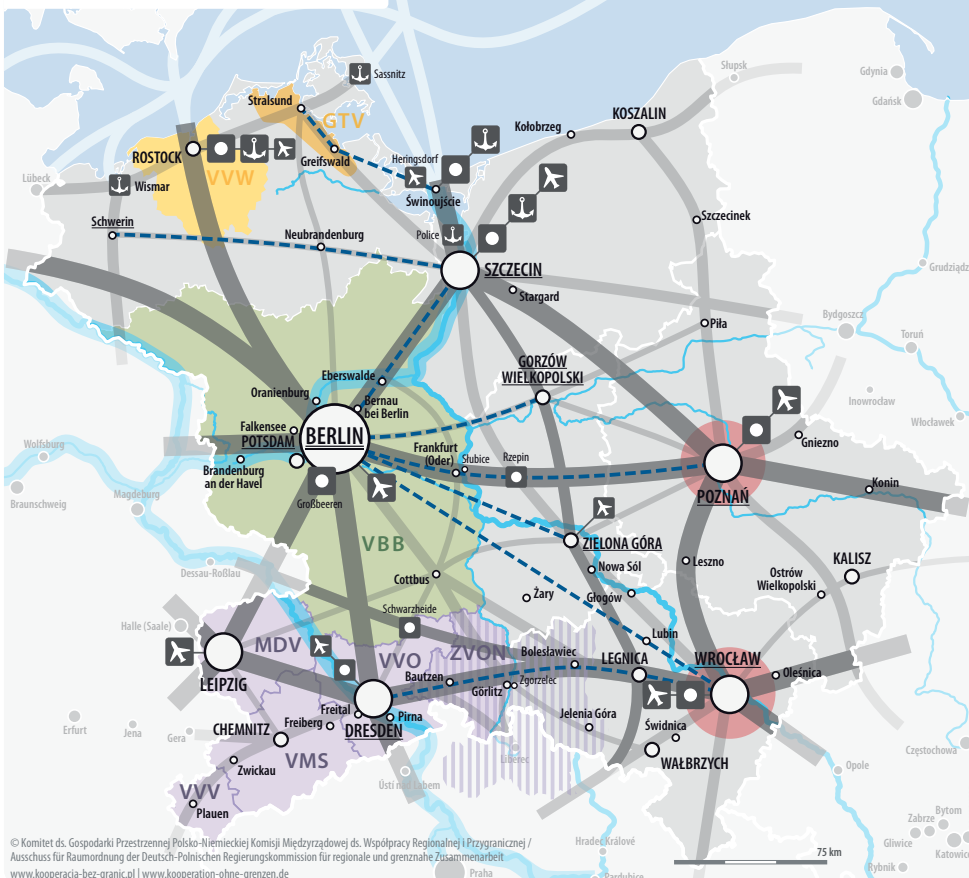 Sassnitz
Słupsk
Gdynia
Gdańsk
Stralsund
GTV
KOSZALIN
Kołobrzeg
ROSTOCK
VVW
Greifswald
Heringsdorf
Lübeck
Wismar
Świnoujście
Schwerin
Szczecinek
Neubrandenburg
Police
SZCZECIN
Grudziądz
Stargard
Piła
Bydgoszcz
Toruń
GORZÓW
WIELKOPOLSKI
Eberswalde
Oranienburg
Bernau
bei Berlin
Inowrocław
Włocławek
Falkensee
POTSDAM
BERLIN
Gniezno
Wolfsburg
Frankfurt
(Oder)
Słubice
Rzepin
Brandenburg
an der Havel
Konin
POZNAŃ
Braunschweig
Magdeburg
Großbeeren
VBB
ZIELONA GÓRA
Leszno
KALISZ
Dessau-Roßlau
Nowa Sól
Cottbus
Ostrów
Wielkopolski
Żary
Głogów
Schwarzheide
Halle (Saale)
MDV
Lubin
VVO
ZVON
Bolesławiec
LEGNICA
WROCŁAW
Oleśnica
LEIPZIG
Bautzen
Görlitz
Zgorzelec
Freital
Pirna
Jelenia Góra
Świdnica
Erfurt
Jena
Gera
CHEMNITZ
Freiberg
DRESDEN
VMS
Liberec
WAŁBRZYCH
Częstochowa
Zwickau
Ústí nad Labem
Opole
VVV
Plauen
Bytom
Zabrze
Gliwice
Katowice
© Komitet ds. Gospodarki Przestrzennej Polsko-Niemieckiej Komisji Międzyrządowej ds. Współpracy Regionalnej i Przygranicznej /
Hradec Králové
Ausschuss für Raumordnung der Deutsch-Polnischen Regierungskommission für regionale und grenznahe Zusammenarbeit
75 km
www.kooperacja-bez-granic.pl | www.kooperation-ohne-grenzen.de
Praha
Pardubice
Rybnik